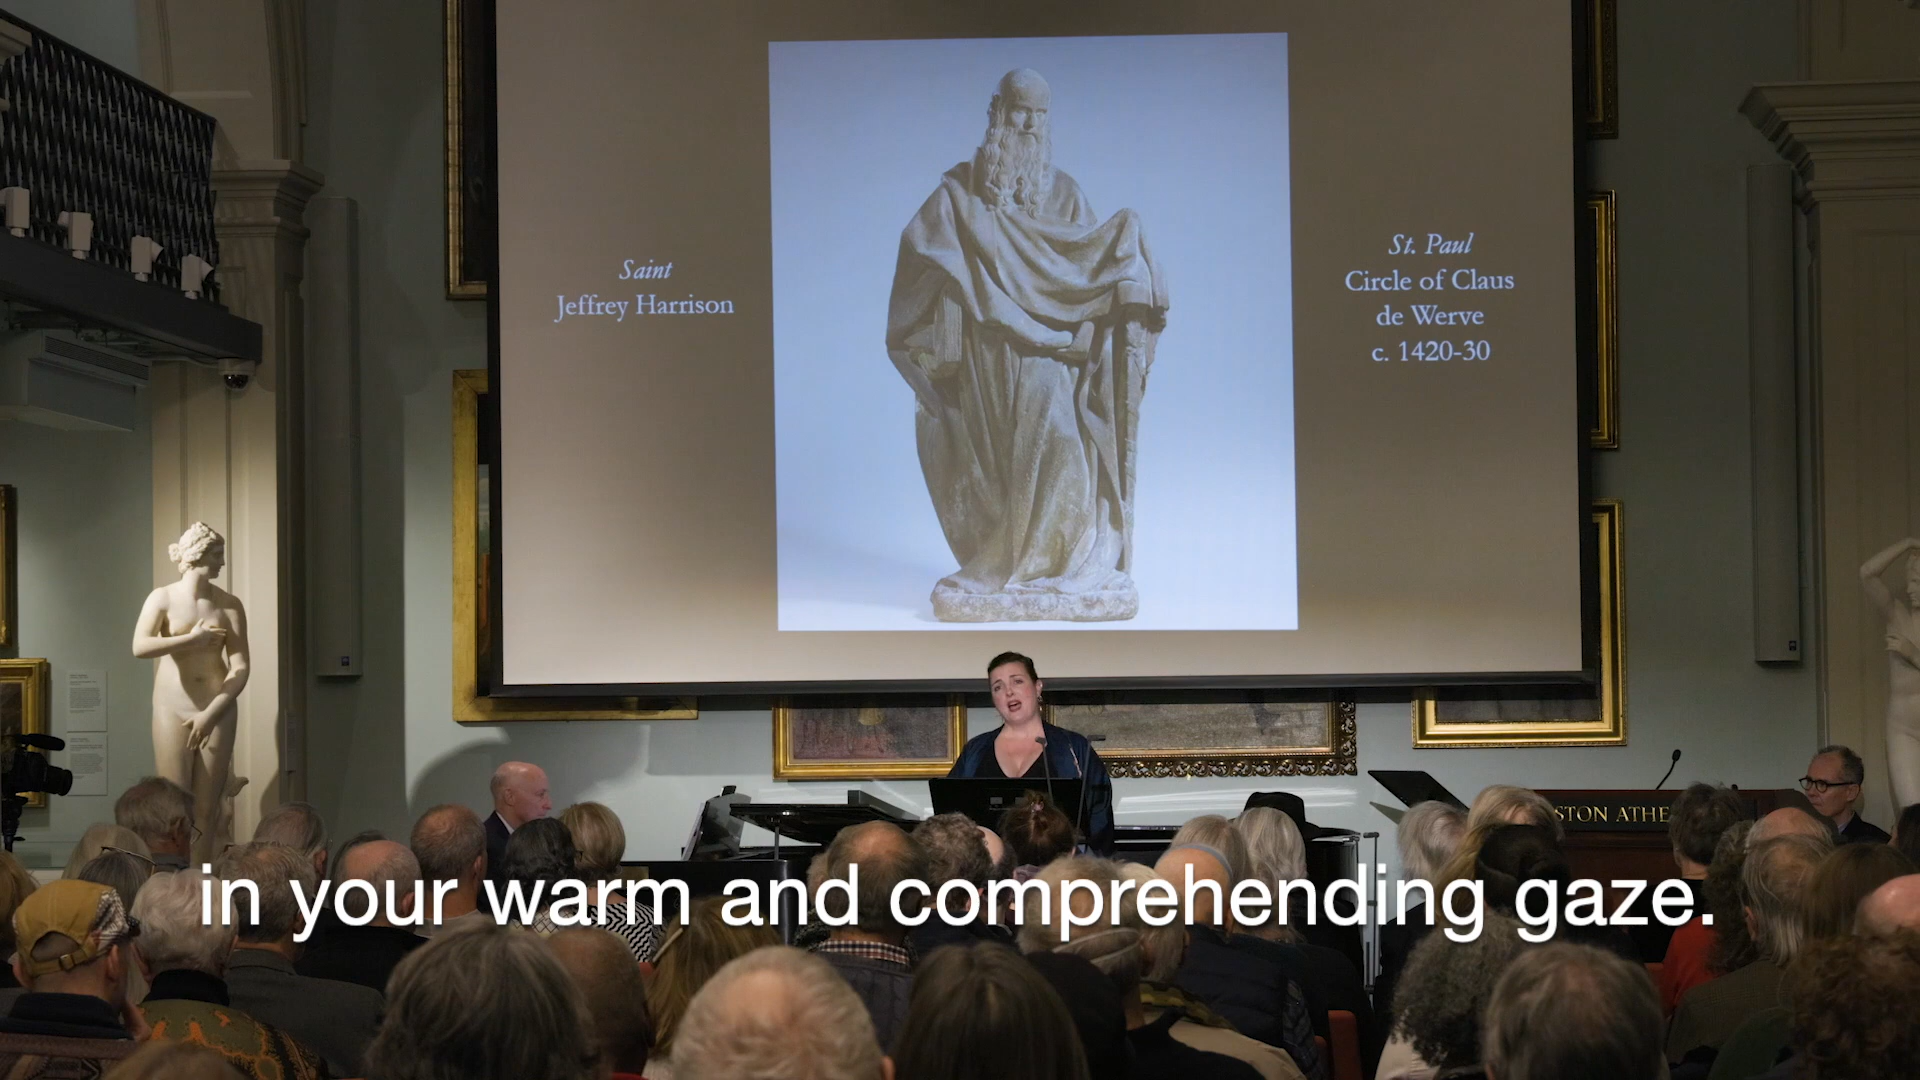 Saint
Jeffrey Harrison
St. Paul
Circle of Claus
de Werve
c. 1420-30
STON ATHE
in your warm and comprehending gaze.